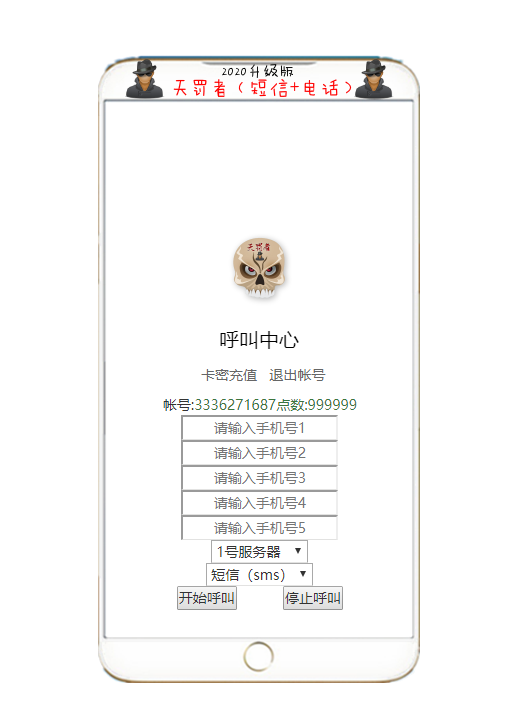 2020升级版
天罚者（短信+电话）
天罚者
呼叫中心
卡密充值 退出帐号
帐号:3336271687点数:999999
请输入手机号1
请输入手机号2
请输入手机号3
请输入手机号4
请输入手机号5
1号服务器
短信（sms）
开始呼叫 停止呼叫